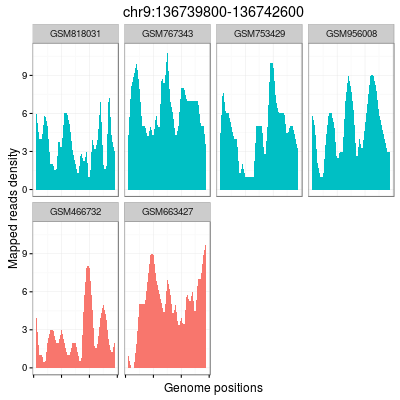 chr9:136739800-136742600
GSM818031 GSM767343 GSM753429 GSM956008
9
6
3
0
Mapped reads density
GSM466732 GSM663427
9
6
3
0
Genome positions